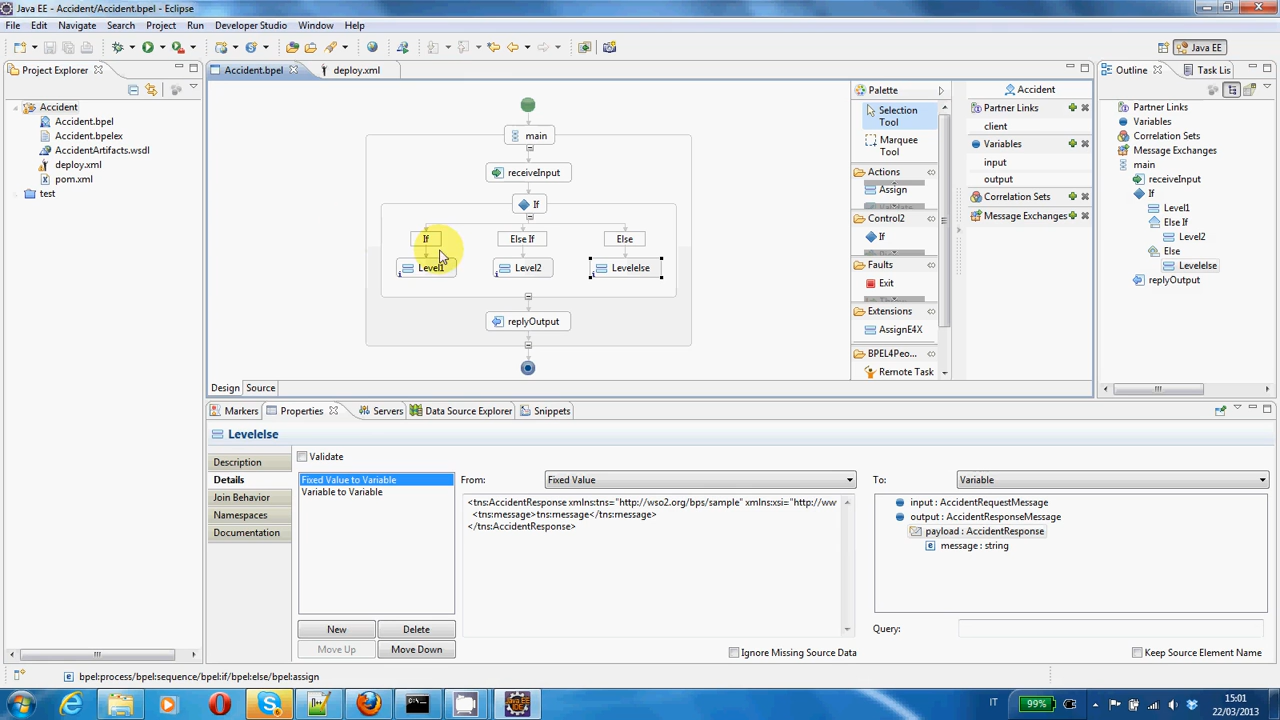 Java EE - Accident/Accident.bpel - Eclipse
File Edit Navigate Search Project Run Developer Studio Window Help
Java EE
Project Explorer
Accident.bpel
deploy.xml
Outline
Task Lis
Accident
Accident.bpel
Accident.bpelex
AccidentArtifacts.wsdl
deploy.xml
pom.xml
test
main
receiveInput
If
If
Else If
Else
Level1
Level2
Levelelse
replyOutput
Palette
Selection
Tool
Marquee
Tool
Actions
Assign
Control2
If
Faults
Exit
Extensions
AssignE4X
BPEL4Peo...
Remote Task
Accident
Partner Links
client
Variables
input
output
Correlation Sets
Message Exchanges
Partner Links
Variables
Correlation Sets
Message Exchanges
main
receiveInput
If
Level1
Else If
Level2
Else
Levelelse
replyOutput
Design Source
Markers Properties Servers Data Source Explorer Snippets
Levelelse
Description
Details
Join Behavior
Namespaces
Documentation
Validate
Fixed Value to Variable
Variable to Variable
New
Delete
Move Up
Move Down
From:
Fixed Value
<tns:AccidentResponse xmlns:tns="http://wso2.org/bps/sample" xmlns:xsi="http://ww
<tns:message>tns:message</tns:message>
</tns:AccidentResponse>
Ignore Missing Source Data
To:
Variable
input : AccidentRequestMessage
output : AccidentResponseMessage
payload : AccidentResponse
message : string
Query:
Keep Source Element Name
bpel:process/bpel:sequence/bpel:if/bpel:else/bpel:assign
IT
99%
15:01
22/03/2013